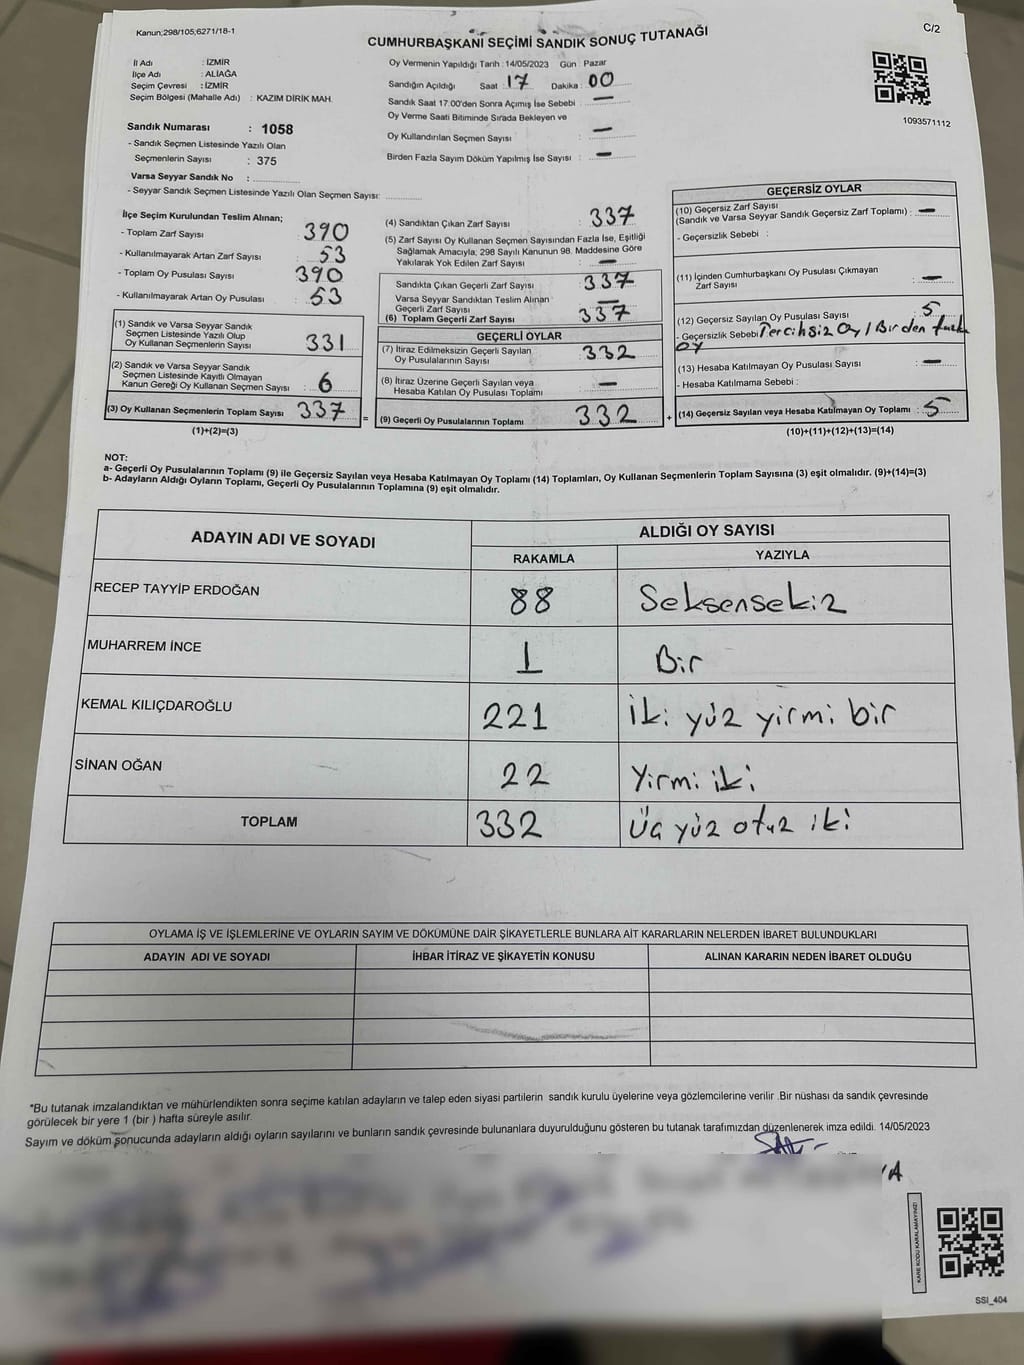 Kanun;298/105;6271/18-1
C/2
CUMHURBAŞKANI SEÇİMİ SANDIK SONUÇ TUTANAĞI
İl Adı : İZMİR
İlçe Adı : ALİAĞA
Seçim Çevresi : İZMİR
Seçim Bölgesi (Mahalle Adı) : KAZIM DİRİK MAH.
Oy Vermenin Yapıldığı Tarih :14/05/2023 Gün : Pazar
Sandığın Açıldığı Saat : 17 Dakika : 00
Sandık Saat 17:00'den Sonra Açımış İse Sebebi : —
Oy Verme Saati Bitiminde Sırada Bekleyen ve
Oy Kullandırılan Seçmen Sayısı : —
Birden Fazla Sayım Döküm Yapılmış İse Sayısı : —
1093571112
Sandık Numarası : 1058
- Sandık Seçmen Listesinde Yazılı Olan
Seçmenlerin Sayısı : 375
Varsa Seyyar Sandık No :
- Seyyar Sandık Seçmen Listesinde Yazılı Olan Seçmen Sayısı:
İlçe Seçim Kurulundan Teslim Alınan;
- Toplam Zarf Sayısı : 390
- Kullanılmayarak Artan Zarf Sayısı : 53
- Toplam Oy Pusulası Sayısı : 390
- Kullanılmayarak Artan Oy Pusulası : 53
(1) Sandık ve Varsa Seyyar Sandık
Seçmen Listesinde Yazılı Olup
Oy Kullanan Seçmenlerin Sayısı : 331
(2) Sandık ve Varsa Seyyar Sandık
Seçmen Listesinde Kayıtlı Olmayan
Kanun Gereği Oy Kullanan Seçmen Sayısı : 6
(3) Oy Kullanan Seçmenlerin Toplam Sayısı : 337 =
(1)+(2)=(3)
(4) Sandıktan Çıkan Zarf Sayısı : 337
(5) Zarf Sayısı Oy Kullanan Seçmen Sayısından Fazla İse, Eşitliği
Sağlamak Amacıyla, 298 Sayılı Kanunun 98. Maddesine Göre
Yakılarak Yok Edilen Zarf Sayısı : —
Sandıkta Çıkan Geçerli Zarf Sayısı : 337
Varsa Seyyar Sandıktan Teslim Alınan
Geçerli Zarf Sayısı : —
(6) Toplam Geçerli Zarf Sayısı : 337
GEÇERLİ OYLAR
(7) İtiraz Edilmeksizin Geçerli Sayılan
Oy Pusulalarının Sayısı : 332
(8) İtiraz Üzerine Geçerli Sayılan veya
Hesaba Katılan Oy Pusulası Toplamı : —
(9) Geçerli Oy Pusulalarının Toplamı : 332 +
GEÇERSİZ OYLAR
(10) Geçersiz Zarf Sayısı
(Sandık ve Varsa Seyyar Sandık Geçersiz Zarf Toplamı) : —
- Geçersizlik Sebebi :
(11) İçinden Cumhurbaşkanı Oy Pusulası Çıkmayan
Zarf Sayısı : —
(12) Geçersiz Sayılan Oy Pusulası Sayısı : 5
- Geçersizlik Sebebi Tercihsiz Oy / Birden fazla
oy
(13) Hesaba Katılmayan Oy Pusulası Sayısı : —
- Hesaba Katılmama Sebebi :
(14) Geçersiz Sayılan veya Hesaba Katılmayan Oy Toplamı : 5
(10)+(11)+(12)+(13)=(14)
NOT:
a- Geçerli Oy Pusulalarının Toplamı (9) ile Geçersiz Sayılan veya Hesaba Katılmayan Oy Toplamı (14) Toplamları, Oy Kullanan Seçmenlerin Toplam Sayısına (3) eşit olmalıdır. (9)+(14)=(3)
b- Adayların Aldığı Oyların Toplamı, Geçerli Oy Pusulalarının Toplamına (9) eşit olmalıdır.
ADAYIN ADI VE SOYADI
ALDIĞI OY SAYISI
RAKAMLA YAZIYLA
RECEP TAYYİP ERDOĞAN 88 Seksensekiz
MUHARREM İNCE 1 Bir
KEMAL KILIÇDAROĞLU 221 iki yüz yirmi bir
SİNAN OĞAN 22 Yirmi iki
TOPLAM 332 Üç yüz otuz iki
OYLAMA İŞ VE İŞLEMLERİNE VE OYLARIN SAYIM VE DÖKÜMÜNE DAİR ŞİKAYETLERLE BUNLARA AİT KARARLARIN NELERDEN İBARET BULUNDUKLARI
ADAYIN ADI VE SOYADI İHBAR İTİRAZ VE ŞİKAYETİN KONUSU ALINAN KARARIN NEDEN İBARET OLDUĞU
*Bu tutanak imzalandıktan ve mühürlendikten sonra seçime katılan adayların ve talep eden siyasi partilerin sandık kurulu üyelerine veya gözlemcilerine verilir .Bir nüshası da sandık çevresinde
görülecek bir yere 1 (bir ) hafta süreyle asılır.
Sayım ve döküm sonucunda adayların aldığı oyların sayılarını ve bunların sandık çevresinde bulunanlara duyurulduğunu gösteren bu tutanak tarafımızdan düzenlenerek imza edildi. 14/05/2023
KARE KODU KARALAMAYINIZ!
SSI_404